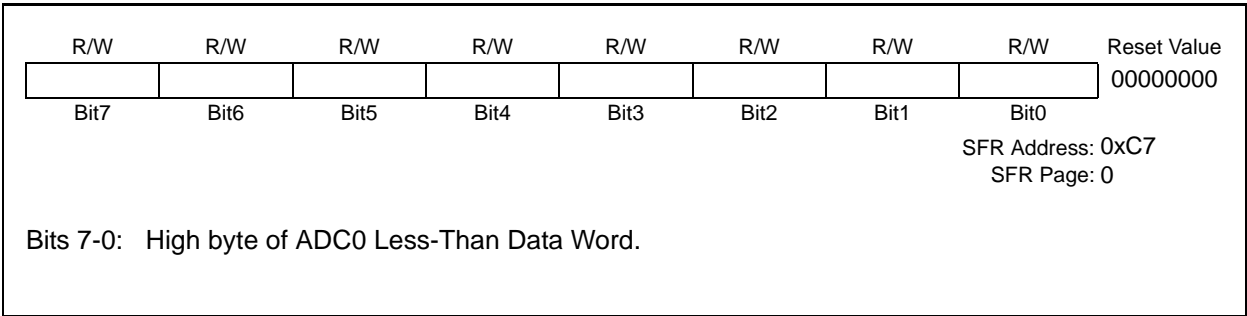 R/W R/W R/W R/W R/W R/W R/W R/W Reset Value
00000000
Bit7 Bit6 Bit5 Bit4 Bit3 Bit2 Bit1 Bit0
SFR Address: 0xC7
SFR Page: 0
Bits 7-0: High byte of ADC0 Less-Than Data Word.